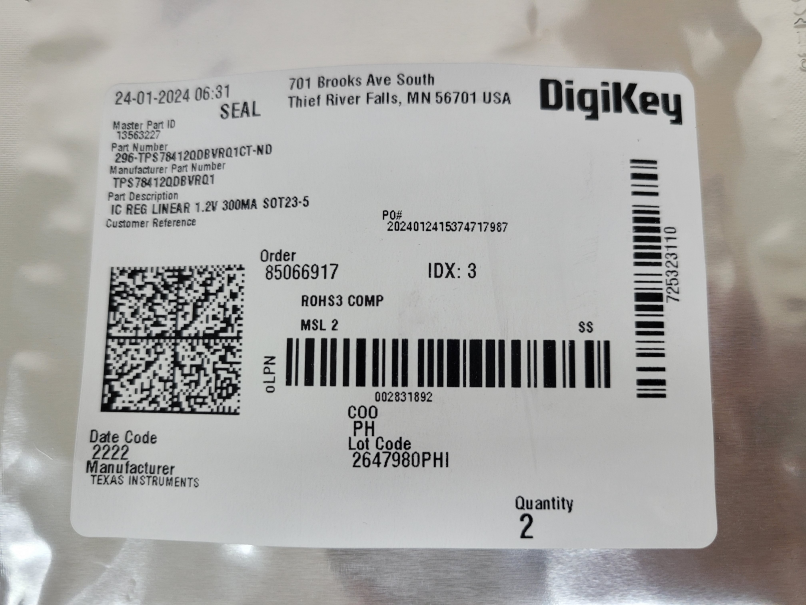 24-01-2024 06:31
SEAL
701 Brooks Ave South
Thief River Falls, MN 56701 USA
DigiKey
Master Part ID
13563227
Part Number
296-TPS78412QDBVRQ1CT-ND
Manufacturer Part Number
TPS78412QDBVRQ1
Part Description
IC REG LINEAR 1.2V 300MA SOT23-5
Customer Reference
PO#
2024012415374717987
725323110
Order
85066917
IDX: 3
ROHS3 COMP
MSL 2
SS
oLPN
002831892
COO
PH
Lot Code
2647980PHI
Date Code
2222
Manufacturer
TEXAS INSTRUMENTS
Quantity
2